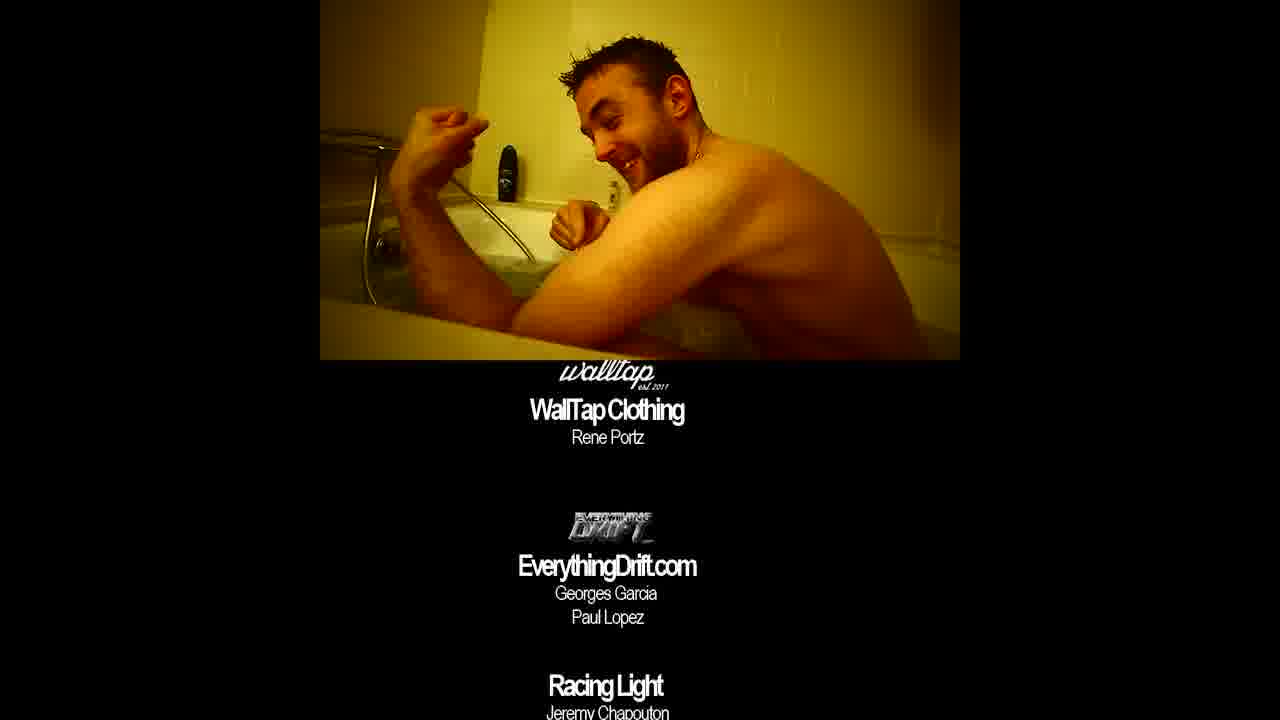 walltap
est. 2011
WallTap Clothing
Rene Portz
EVERYTHING
DRIFT
EverythingDrift.com
Georges Garcia
Paul Lopez
Racing Light
Jeremy Chapouton